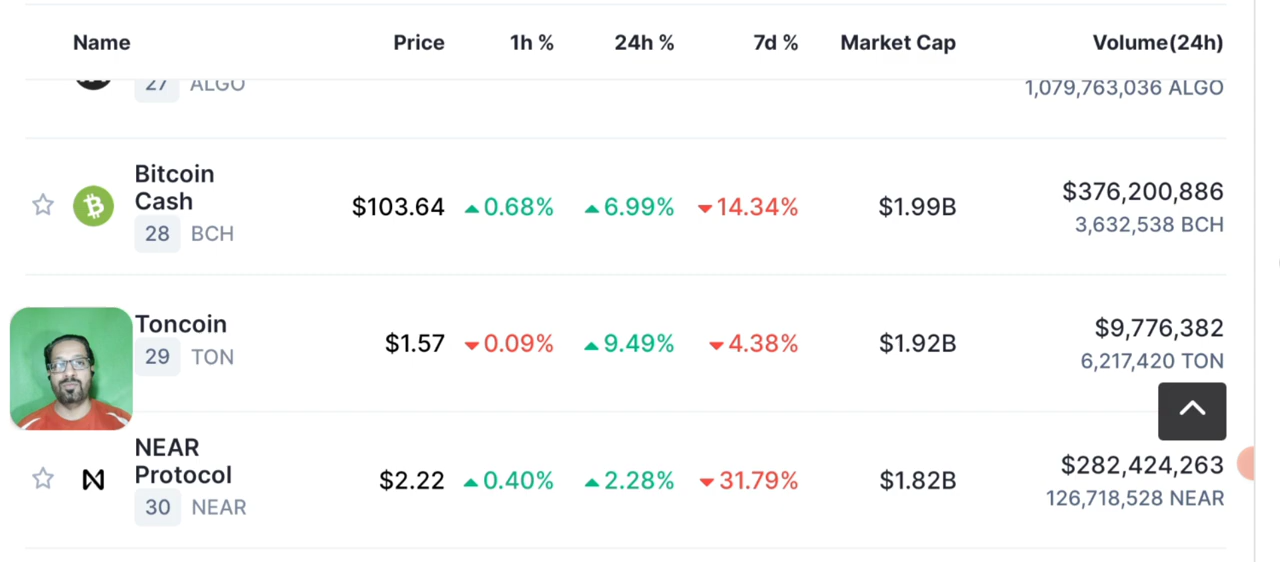 Name Price 1h % 24h % 7d % Market Cap Volume(24h)
27 ALGO 1,079,763,036 ALGO
Bitcoin
Cash
28 BCH
$103.64 0.68% 6.99% 14.34% $1.99B $376,200,886
3,632,538 BCH
Toncoin
29 TON
$1.57 0.09% 9.49% 4.38% $1.92B $9,776,382
6,217,420 TON
NEAR
Protocol
30 NEAR
$2.22 0.40% 2.28% 31.79% $1.82B $282,424,263
126,718,528 NEAR